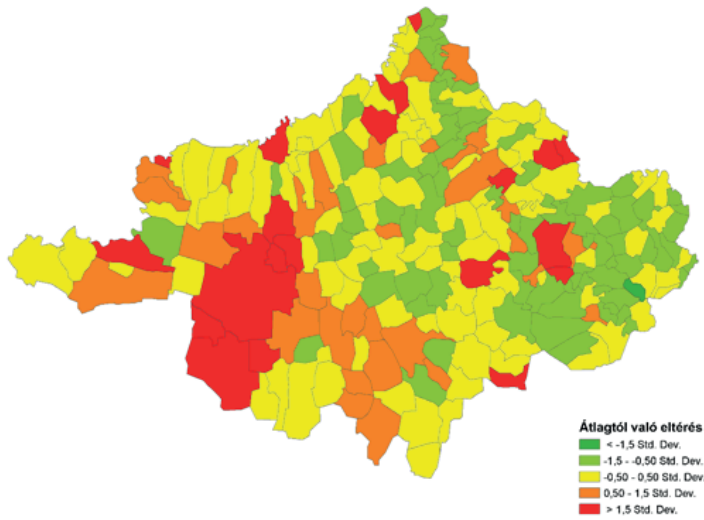 Átlagtól való eltérés
< -1,5 Std. Dev.
-1,5 - -0,50 Std. Dev.
-0,50 - 0,50 Std. Dev.
0,50 - 1,5 Std. Dev.
> 1,5 Std. Dev.